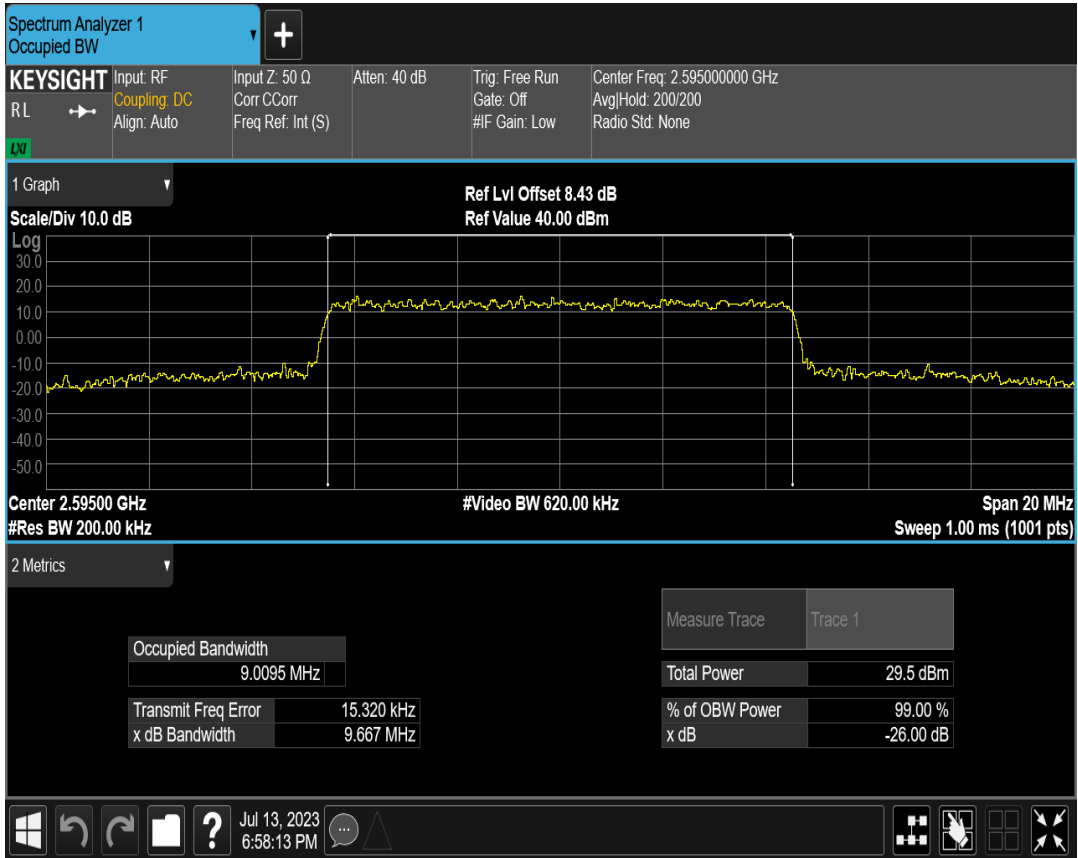 Spectrum Analyzer 1
Occupied BW
+
KEYSIGHT
R L
LXI
Input: RF
Coupling: DC
Align: Auto
Input Z: 50 Ω
Corr CCorr
Freq Ref: Int (S)
Atten: 40 dB
Trig: Free Run
Gate: Off
#IF Gain: Low
Center Freq: 2.595000000 GHz
Avg|Hold: 200/200
Radio Std: None
1 Graph
Scale/Div 10.0 dB
Ref Lvl Offset 8.43 dB
Ref Value 40.00 dBm
Log
30.0
20.0
10.0
0.00
-10.0
-20.0
-30.0
-40.0
-50.0
Center 2.59500 GHz
#Video BW 620.00 kHz
Span 20 MHz
#Res BW 200.00 kHz
Sweep 1.00 ms (1001 pts)
2 Metrics
Measure Trace Trace 1
Occupied Bandwidth
9.0095 MHz
Total Power 29.5 dBm
Transmit Freq Error 15.320 kHz
% of OBW Power 99.00 %
x dB Bandwidth 9.667 MHz
x dB -26.00 dB
?
Jul 13, 2023
6:58:13 PM